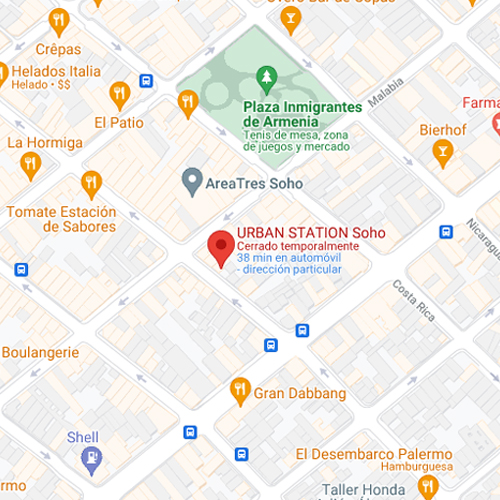 Crêpas
Helados Italia
Helado • $$
El Patio
Plaza Inmigrantes
de Armenia
Tenis de mesa, zona
de juegos y mercado
Malabia
Bierhof
La Hormiga
AreaTres Soho
Tomate Estación
de Sabores
URBAN STATION Soho
Cerrado temporalmente
38 min en automóvil
- dirección particular
Costa Rica
Boulangerie
Gran Dabbang
Shell
El Desembarco Palermo
Hamburguesa
Taller Honda